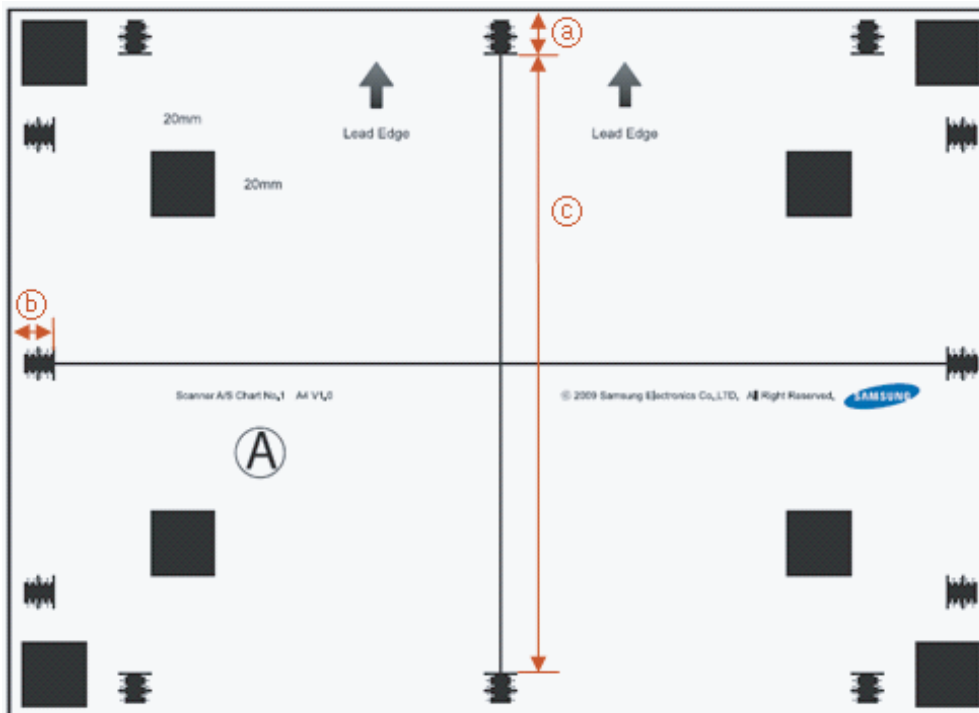 ⓐ
20mm
Lead Edge
Lead Edge
20mm
ⓒ
ⓑ
Scanner A/S Chart No,1 A4 V1,0
© 2009 Samsung Electronics Co,,LTD, All Right Reserved,
SAMSUNG
Ⓐ